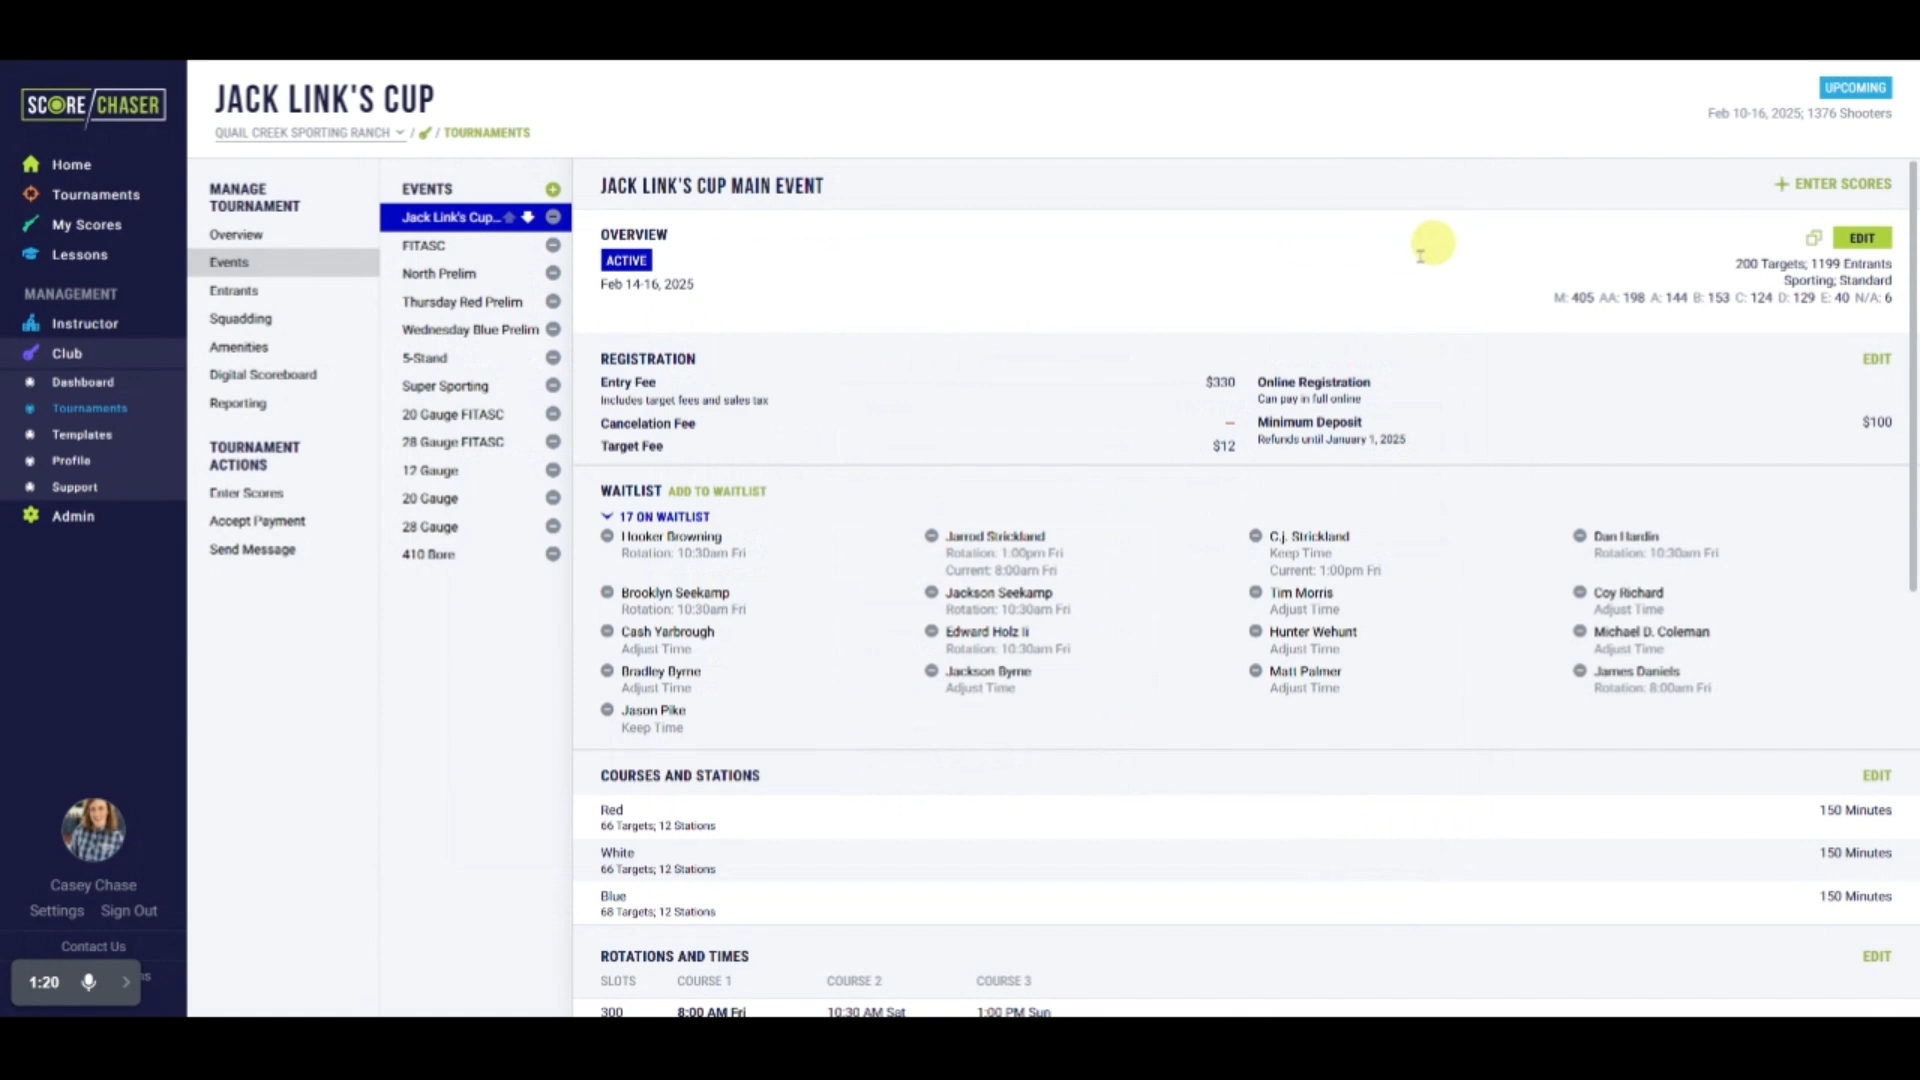 SCORE/CHASER
Home
Tournaments
My Scores
Lessons
MANAGEMENT
Instructor
Club
Dashboard
Tournaments
Templates
Profile
Support
Admin
Casey Chase
Settings Sign Out
Contact Us
1:20
JACK LINK'S CUP
QUAIL CREEK SPORTING RANCH / / TOURNAMENTS
UPCOMING
Feb 10-16, 2025; 1376 Shooters
MANAGE
TOURNAMENT
Overview
Events
Entrants
Squadding
Amenities
Digital Scoreboard
Reporting
TOURNAMENT
ACTIONS
Enter Scores
Accept Payment
Send Message
EVENTS
Jack Link's Cup...
FITASC
North Prelim
Thursday Red Prelim
Wednesday Blue Prelim
5-Stand
Super Sporting
20 Gauge FITASC
28 Gauge FITASC
12 Gauge
20 Gauge
28 Gauge
410 Bore
JACK LINK'S CUP MAIN EVENT
+ ENTER SCORES
OVERVIEW
ACTIVE
Feb 14-16, 2025
EDIT
200 Targets; 1199 Entrants
Sporting; Standard
M: 405 AA: 198 A: 144 B: 153 C: 124 D: 129 E: 40 N/A: 6
REGISTRATION
EDIT
Entry Fee $330
Includes target fees and sales tax
Cancelation Fee –
Target Fee $12
Online Registration
Can pay in full online
Minimum Deposit $100
Refunds until January 1, 2025
WAITLIST ADD TO WAITLIST
17 ON WAITLIST
Hooker Browning
Rotation: 10:30am Fri
Jarrod Strickland
Rotation: 1:00pm Fri
Current: 8:00am Fri
C.j. Strickland
Keep Time
Current: 1:00pm Fri
Dan Hardin
Rotation: 10:30am Fri
Brooklyn Seekamp
Rotation: 10:30am Fri
Jackson Seekamp
Rotation: 10:30am Fri
Tim Morris
Adjust Time
Coy Richard
Adjust Time
Cash Yarbrough
Adjust Time
Edward Holz Ii
Rotation: 10:30am Fri
Hunter Wehunt
Adjust Time
Michael D. Coleman
Adjust Time
Bradley Byrne
Adjust Time
Jackson Byrne
Adjust Time
Matt Palmer
Adjust Time
James Daniels
Rotation: 8:00am Fri
Jason Pike
Keep Time
COURSES AND STATIONS
EDIT
Red 150 Minutes
66 Targets; 12 Stations
White 150 Minutes
66 Targets; 12 Stations
Blue 150 Minutes
68 Targets; 12 Stations
ROTATIONS AND TIMES
EDIT
SLOTS COURSE 1 COURSE 2 COURSE 3
300 8:00 AM Fri 10:30 AM Sat 1:00 PM Sun